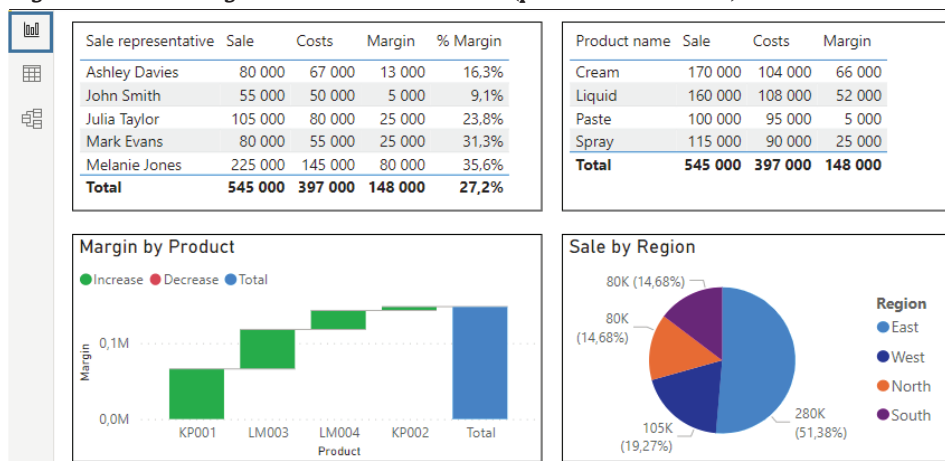 Sale representative Sale Costs Margin % Margin
Ashley Davies 80 000 67 000 13 000 16,3%
John Smith 55 000 50 000 5 000 9,1%
Julia Taylor 105 000 80 000 25 000 23,8%
Mark Evans 80 000 55 000 25 000 31,3%
Melanie Jones 225 000 145 000 80 000 35,6%
Total 545 000 397 000 148 000 27,2%
Product name Sale Costs Margin
Cream 170 000 104 000 66 000
Liquid 160 000 108 000 52 000
Paste 100 000 95 000 5 000
Spray 115 000 90 000 25 000
Total 545 000 397 000 148 000
Margin by Product
Increase Decrease Total
0,1M
0,0M
Margin
KP001 LM003 LM004 KP002 Total
Product
Sale by Region
80K (14,68%)
80K
(14,68%)
105K
(19,27%)
280K
(51,38%)
Region
East
West
North
South